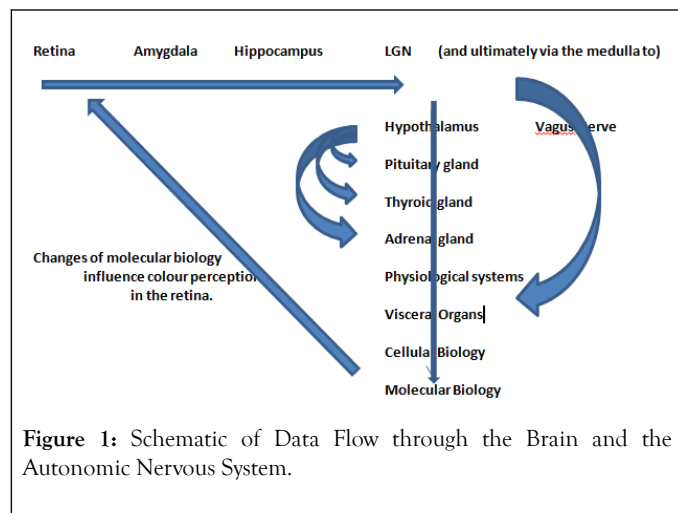 Retina Amygdala Hippocampus LGN (and ultimately via the medulla to)
Hypothalamus Vagus Nerve
Pituitary gland
Thyroid gland
Adrenal gland
Changes of molecular biology
influence colour perception
in the retina.
Physiological systems
Visceral Organs
Cellular Biology
Molecular Biology
Figure 1: Schematic of Data Flow through the Brain and the
Autonomic Nervous System.